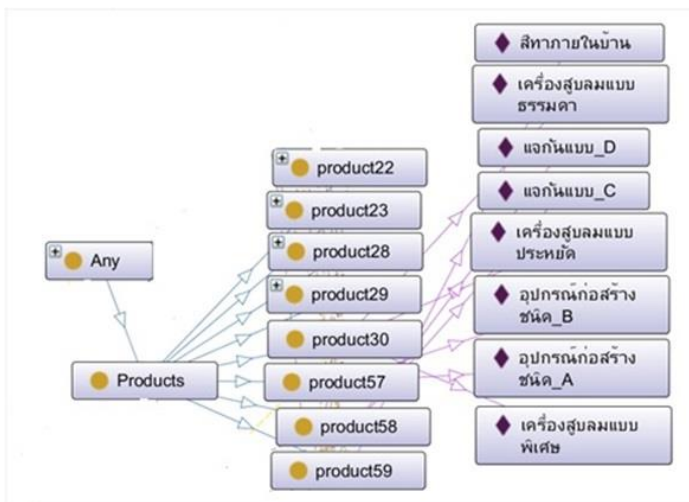 Any
Products
product22
product23
product28
product29
product30
product57
product58
product59
สีทาภายในบ้าน
เครื่องสูบลมแบบ
ธรรมดา
แจกันแบบ_D
แจกันแบบ_C
เครื่องสูบลมแบบ
ประหยัด
อุปกรณ์ก่อสร้าง
ชนิด_B
อุปกรณ์ก่อสร้าง
ชนิด_A
เครื่องสูบลมแบบ
พิเศษ